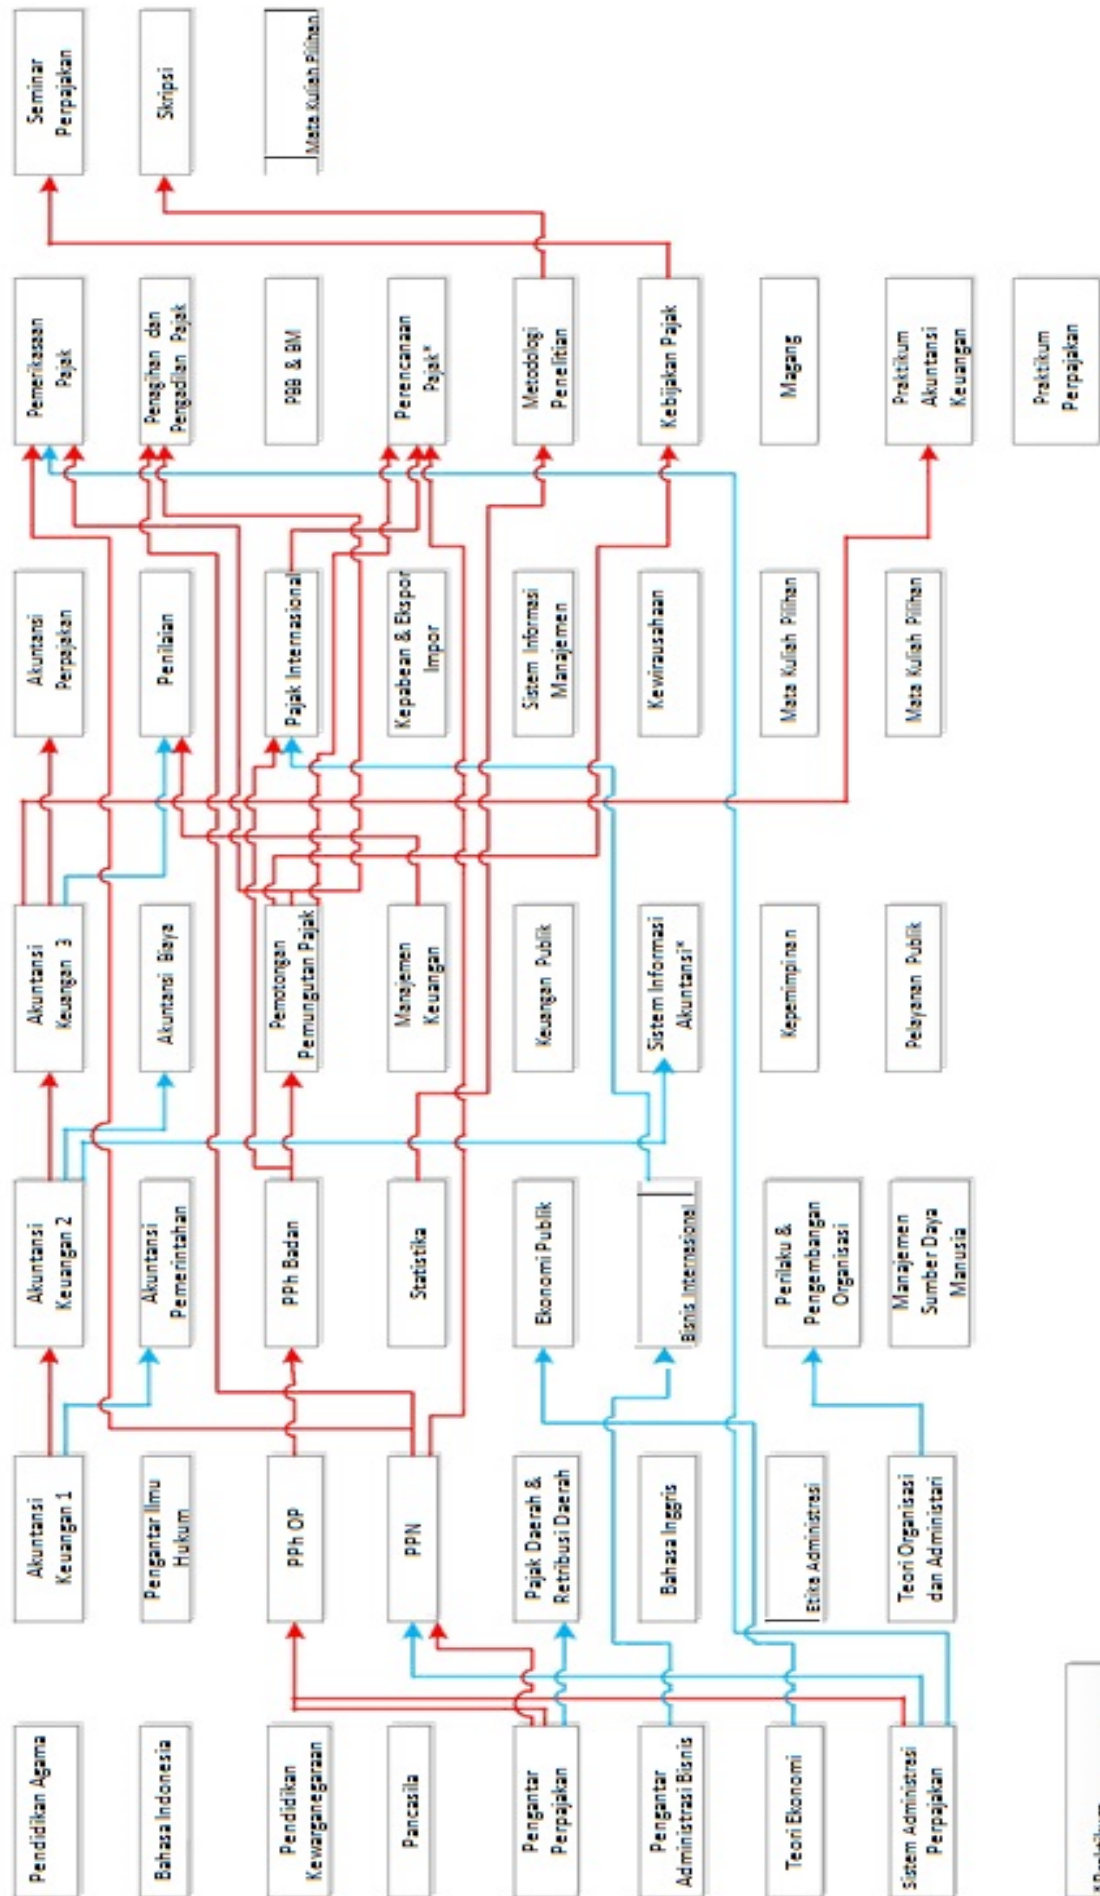 Pendidikan Agama
Bahasa Indonesia
Pendidikan
Kewarganegaraan
Pancasila
Pengantar
Perpajakan
Pengantar
Administrasi Bisnis
Teori Ekonomi
Sistem Administrasi
Perpajakan
Akuntansi
Keuangan 1
Pengantar Ilmu
Hukum
PPh OP
PPN
Pajak Daerah &
Retribusi Daerah
Bahasa Inggris
Etika Administrasi
Teori Organisasi
dan Administari
Akuntansi
Keuangan 2
Akuntansi
Pemerintahan
PPh Badan
Statistika
Ekonomi Publik
Bisnis Internasional
Perilaku &
Pengembangan
Organisasi
Manajemen
Sumber Daya
Manusia
Akuntansi
Keuangan 3
Akuntansi Biaya
Pemotongan
Pemungutan Pajak
Manajemen
Keuangan
Keuangan Publik
Sistem Informasi
Akuntansi*
Kepemimpinan
Pelayanan Publik
Akuntansi
Perpajakan
Penilaian
Pajak Internasional
Kepabean & Ekspor
Impor
Sistem Informasi
Manajemen
Kewirausahaan
Mata Kuliah Pilihan
Mata Kuliah Pilihan
Pemerikasaan
Pajak
Penagihan dan
Pengadilan Pajak
PBB & BM
Perencanaan
Pajak*
Metodologi
Penelitian
Kebijakan Pajak
Magang
Praktikum
Akuntansi
Keuangan
Praktikum
Perpajakan
Seminar
Perpajakan
Skripsi
Mata Kuliah Pilihan